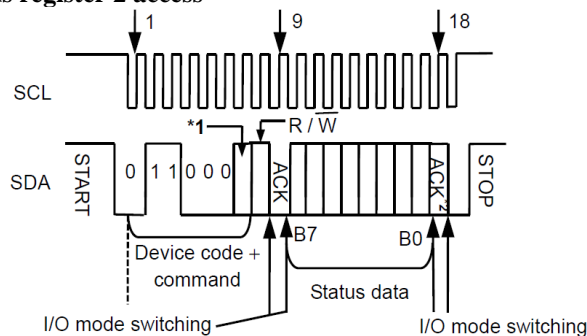 register 2 access
1 9 18
SCL
*1 R / W
SDA START 0 1 1 0 0 0 ACK ACK*2 STOP
B7 B0
Device code +
command
Status data
I/O mode switching I/O mode switching